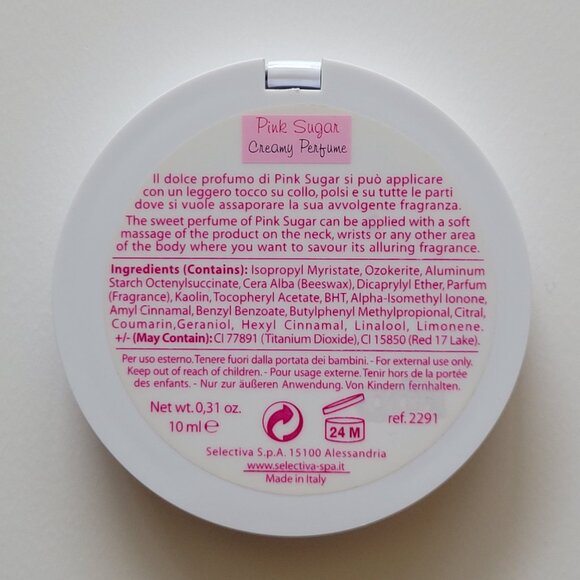 Pink Sugar
Creamy Perfume
Il dolce profumo di Pink Sugar si può applicare
con un leggero tocco su collo, polsi e su tutte le parti
dove si vuole assaporare la sua avvolgente fragranza.
The sweet perfume of Pink Sugar can be applied with a soft
massage of the product on the neck, wrists or any other area
of the body where you want to savour its alluring fragrance.
Ingredients (Contains): Isopropyl Myristate, Ozokerite, Aluminum
Starch Octenylsuccinate, Cera Alba (Beeswax), Dicaprylyl Ether, Parfum
(Fragrance), Kaolin, Tocopheryl Acetate, BHT, Alpha-Isomethyl Ionone,
Amyl Cinnamal, Benzyl Benzoate, Butylphenyl Methylpropional, Citral,
Coumarin,Geraniol, Hexyl Cinnamal, Linalool, Limonene.
+/- (May Contain): CI 77891 (Titanium Dioxide), CI 15850 (Red 17 Lake).
Per uso esterno. Tenere fuori dalla portata dei bambini. - For external use only.
Keep out of reach of children. - Pour usage externe. Tenir hors de la portée
des enfants. - Nur zur äußeren Anwendung. Von Kindern fernhalten.
Net wt. 0,31 oz.
10 ml e
24 M
ref. 2291
Selectiva S.p.A. 15100 Alessandria
www.selectiva-spa.it
Made in Italy